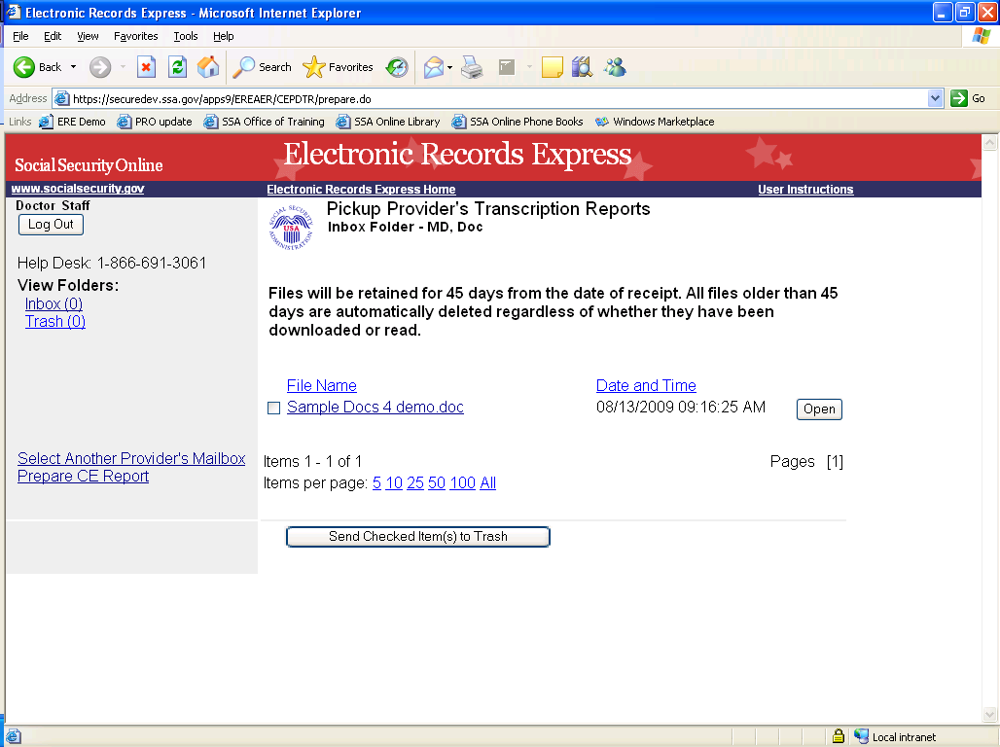 Electronic Records Express - Microsoft Internet Explorer
File Edit View Favorites Tools Help
Back Search Favorites
Address https://securedev.ssa.gov/apps9/EREAER/CEPDTR/prepare.do Go
Links ERE Demo PRO update SSA Office of Training SSA Online Library SSA Online Phone Books Windows Marketplace
Social Security Online Electronic Records Express
www.socialsecurity.gov Electronic Records Express Home User Instructions
Doctor Staff
Log Out
Help Desk: 1-866-691-3061
View Folders:
Inbox (0)
Trash (0)
Select Another Provider's Mailbox
Prepare CE Report
SOCIAL SECURITY ADMINISTRATION
USA
Pickup Provider's Transcription Reports
Inbox Folder - MD, Doc
Files will be retained for 45 days from the date of receipt. All files older than 45
days are automatically deleted regardless of whether they have been
downloaded or read.
File Name Date and Time
Sample Docs 4 demo.doc 08/13/2009 09:16:25 AM Open
Items 1 - 1 of 1 Pages [1]
Items per page: 5 10 25 50 100 All
Send Checked Item(s) to Trash
Local intranet